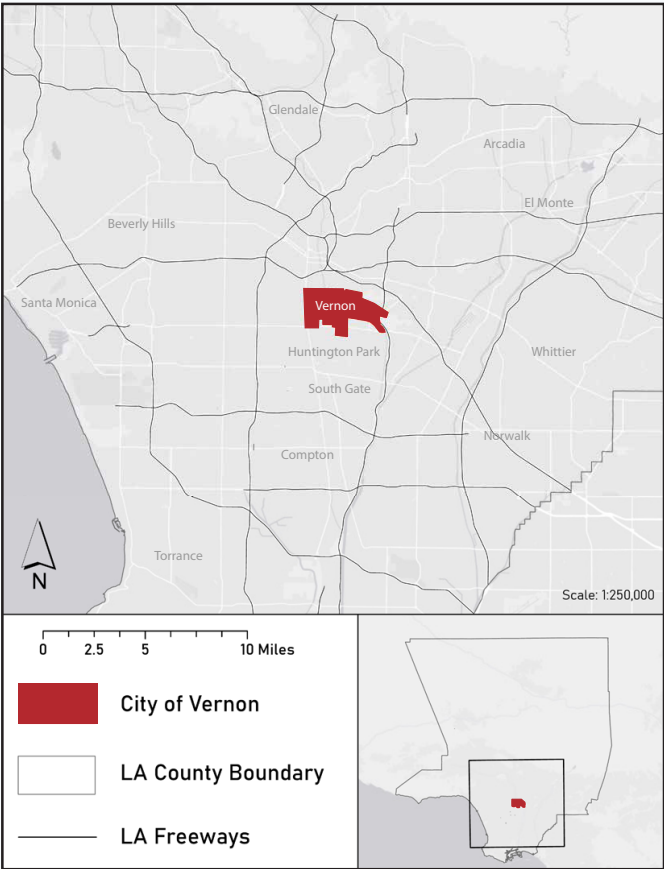 Glendale
Arcadia
El Monte
Beverly Hills
Santa Monica
Vernon
Huntington Park
Whittier
South Gate
Norwalk
Compton
Torrance
N
Scale: 1:250,000
0 2.5 5 10 Miles
City of Vernon
LA County Boundary
LA Freeways